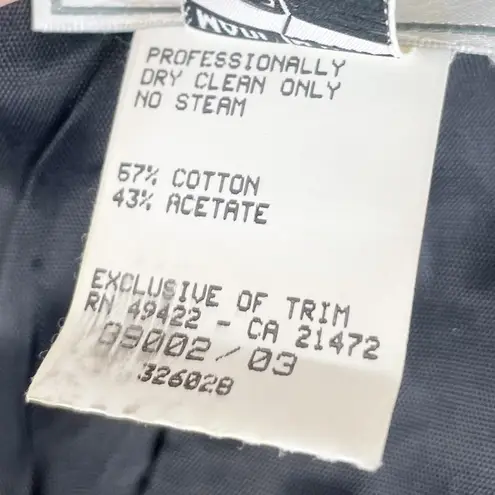 PROFESSIONALLY
DRY CLEAN ONLY
NO STEAM
57% COTTON
43% ACETATE
EXCLUSIVE OF TRIM
RN 49422 - CA 21472
09002/03
326028